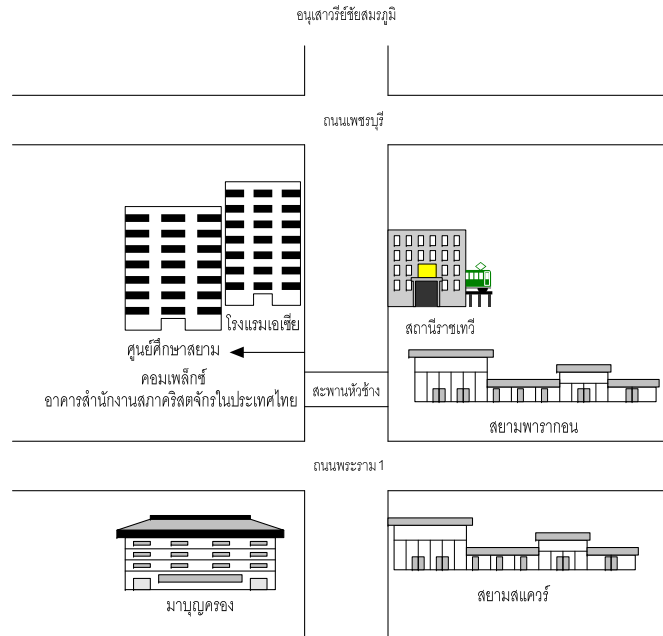 อนุเสาวรีย์ชัยสมรภูมิ
ถนนเพชรบุรี
โรงแรมเอเซีย
สถานีราชเทวี
ศูนย์ศึกษาสยาม
คอมเพล็กซ์
อาคารสำนักงานสภาคริสตจักรในประเทศไทย
สะพานหัวช้าง
สยามพารากอน
ถนนพระราม 1
มาบุญครอง
สยามสแควร์